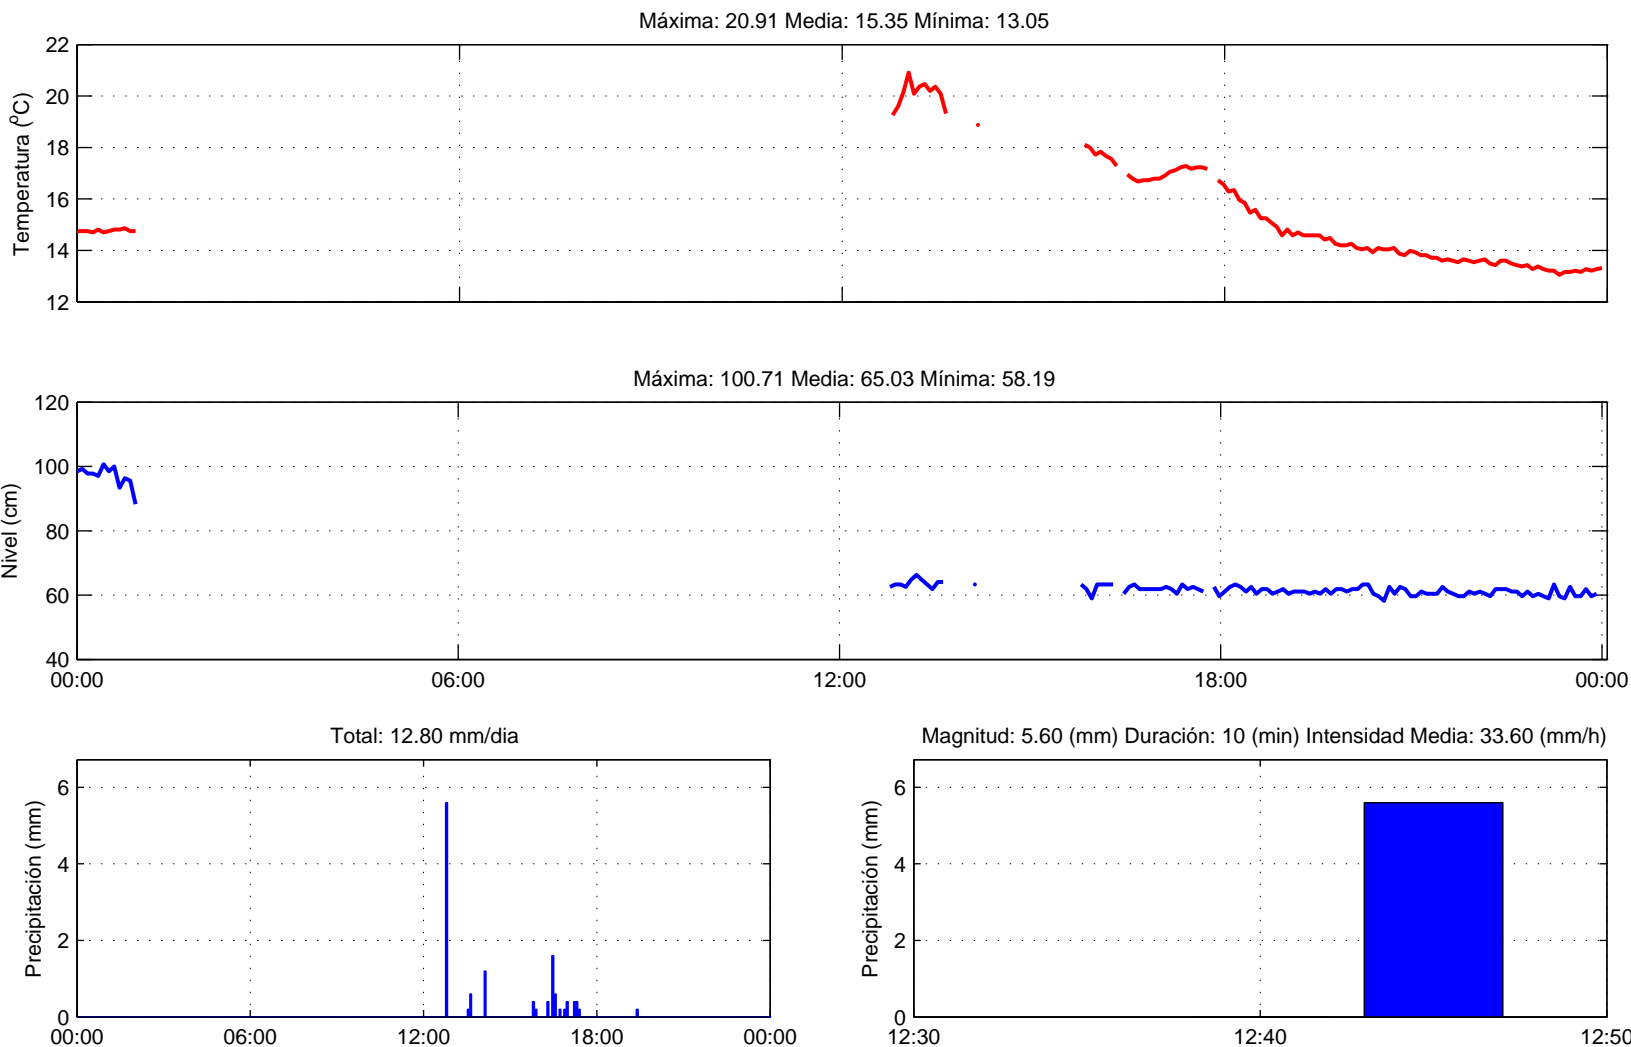 Máxima: 20.91 Media: 15.35 Mínima: 13.05
Temperatura (ºC)
22
20
18
16
14
12
Máxima: 100.71 Media: 65.03 Mínima: 58.19
Nivel (cm)
120
100
80
60
40
00:00 06:00 12:00 18:00 00:00
Total: 12.80 mm/dia
Precipitación (mm)
6
4
2
0
00:00 06:00 12:00 18:00 00:00
Magnitud: 5.60 (mm) Duración: 10 (min) Intensidad Media: 33.60 (mm/h)
Precipitación (mm)
6
4
2
0
12:30 12:40 12:50